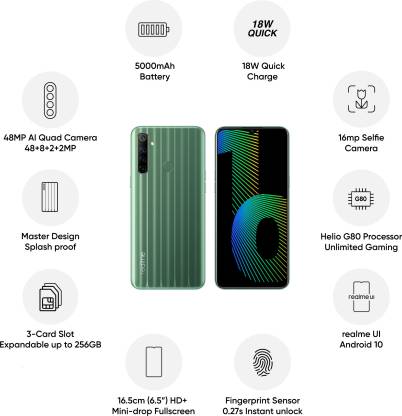 18W
QUICK
5000mAh
Battery
18W Quick
Charge
48MP AI Quad Camera
48+8+2+2MP
16mp Selfie
Camera
realme
10
Master Design
Splash proof
G80
Helio G80 Processor
Unlimited Gaming
3-Card Slot
Expandable up to 256GB
realme UI
realme UI
Android 10
16.5cm (6.5") HD+
Mini-drop Fullscreen
Fingerprint Sensor
0.27s Instant unlock